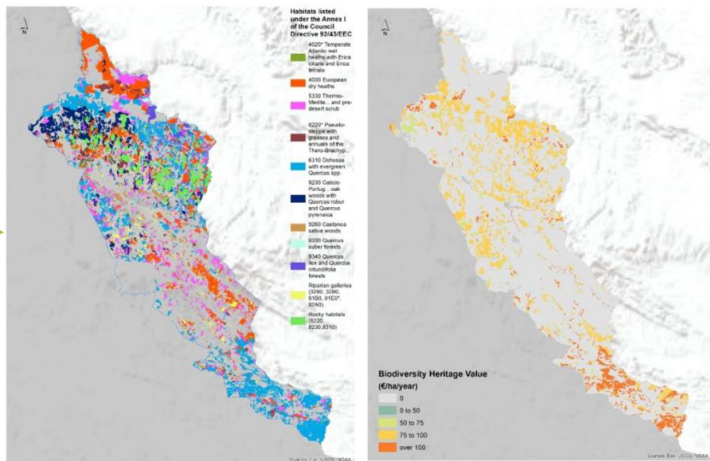 Habitats listed
under the Annex I
of the Council
Directive 92/43/EEC
4020* Temperate
Atlantic wet
heaths with Erica
ciliaris and Erica
tetralix
4030 European
dry heaths
5330 Thermo-
Medite... and pre-
desert scrub
6220* Pseudo-
steppe with
grasses and
annuals of the
Thero-Brachyp...
6310 Dehesas
with evergreen
Quercus spp.
9230 Galicio-
Portug... oak
woods with
Quercus robur
and Quercus
pyrenaica
9260 Castanea
sativa woods
9330 Quercus
suber forests
9340 Quercus
ilex and Quercus
rotundifolia
forests
Riparian galleries
91E0*,
Rocky habitats
(8220,
8230,8310)
N
Biodiversity Heritage Value
(€/ha/year)
0
0 to 50
50 to 75
75 to 100
over 100
N